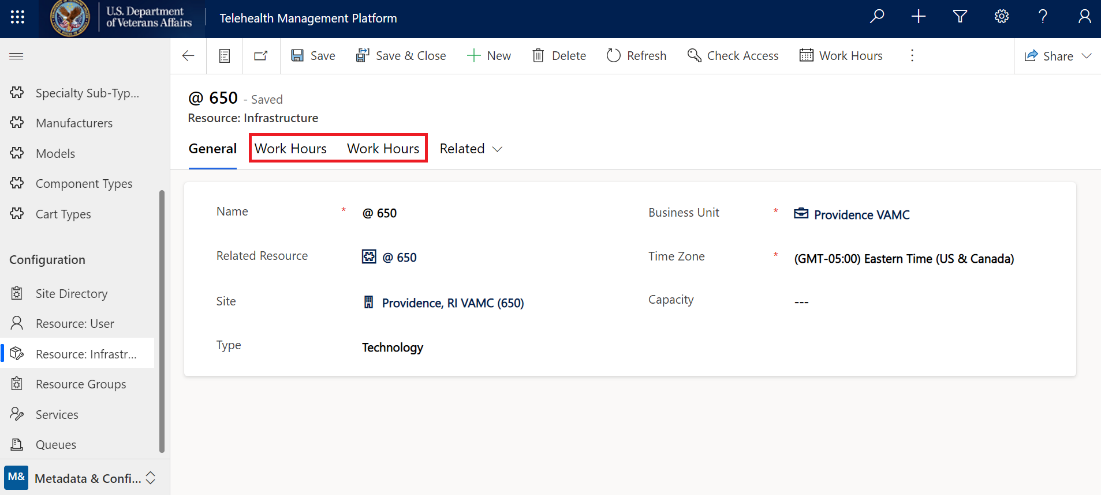 U.S. Department
of Veterans Affairs
Telehealth Management Platform
Save
Save & Close
New
Delete
Refresh
Check Access
Work Hours
Share
Specialty Sub-Typ...
Manufacturers
Models
Component Types
Cart Types
Configuration
Site Directory
Resource: User
Resource: Infrastr...
Resource Groups
Services
Queues
M& Metadata & Confi...
@ 650 - Saved
Resource: Infrastructure
General Work Hours Work Hours Related
Name * @ 650
Related Resource @ 650
Site Providence, RI VAMC (650)
Type Technology
Business Unit * Providence VAMC
Time Zone * (GMT-05:00) Eastern Time (US & Canada)
Capacity ---